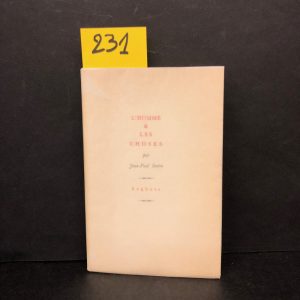 231
L'HOMME
&
LES
CHOSES
par
Jean-Paul Sartre
Seghers